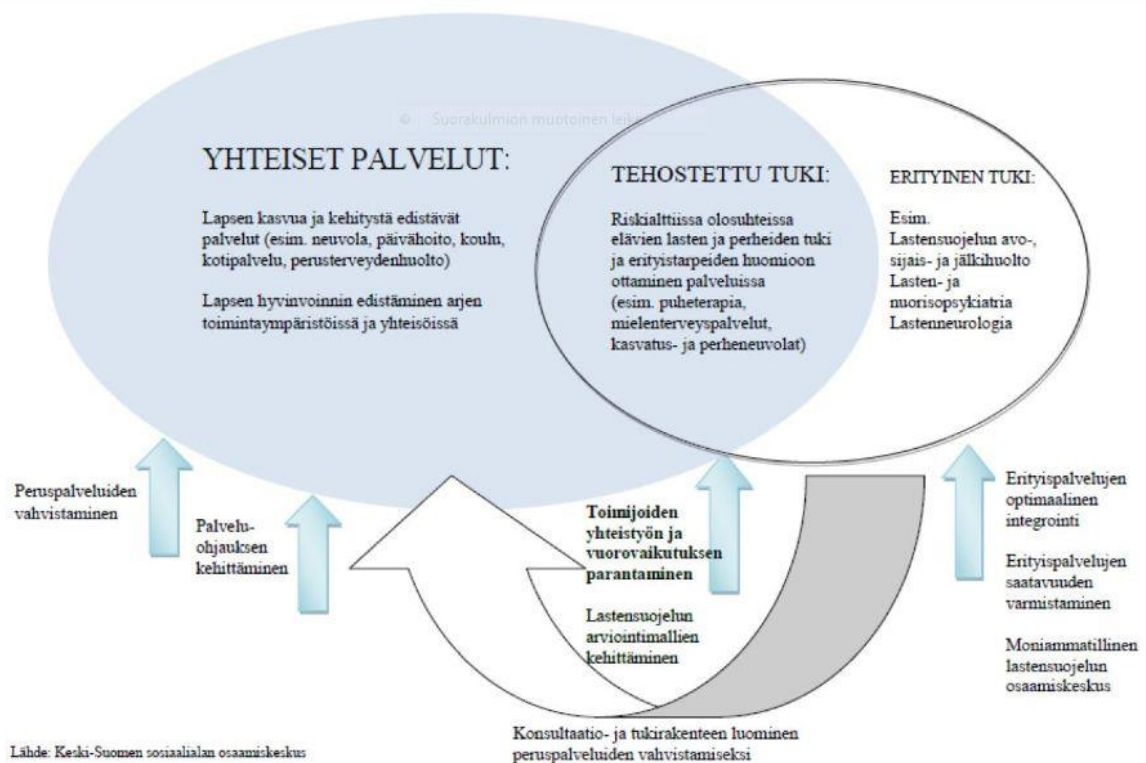 Suorakulmion muotoinen leike
YHTEISET PALVELUT:
Lapsen kasvua ja kehitystä edistävät
palvelut (esim. neuvola, päivähoito, koulu,
kotipalvelu, perusterveydenhuolto)
Lapsen hyvinvoinnin edistäminen arjen
toimintaympäristöissä ja yhteisöissä
TEHOSTETTU TUKI:
Riskialttiissa olosuhteissa
elävien lasten ja perheiden tuki
ja erityistarpeiden huomioon
ottaminen palveluissa
(esim. puheterapia,
mielenterveyspalvelut,
kasvatus- ja perheneuvolat)
ERITYINEN TUKI:
Esim.
Lastensuojelun avo-,
sijais- ja jälkihuolto
Lasten- ja
nuorisopsykiatria
Lastenneurologia
Peruspalveluiden
vahvistaminen
Palvelu-
ohjauksen
kehittäminen
Toimijoiden
yhteistyön ja
vuorovaikutuksen
parantaminen
Lastensuojelun
arviointimallien
kehittäminen
Erityispalvelujen
optimaalinen
integrointi
Erityispalvelujen
saatavuuden
varmistaminen
Moniammatillinen
lastensuojelun
osaamiskeskus
Konsultaatio- ja tukirakenteen luominen
peruspalveluiden vahvistamiseksi
Lähde: Keski-Suomen sosiaalialan osaamiskeskus